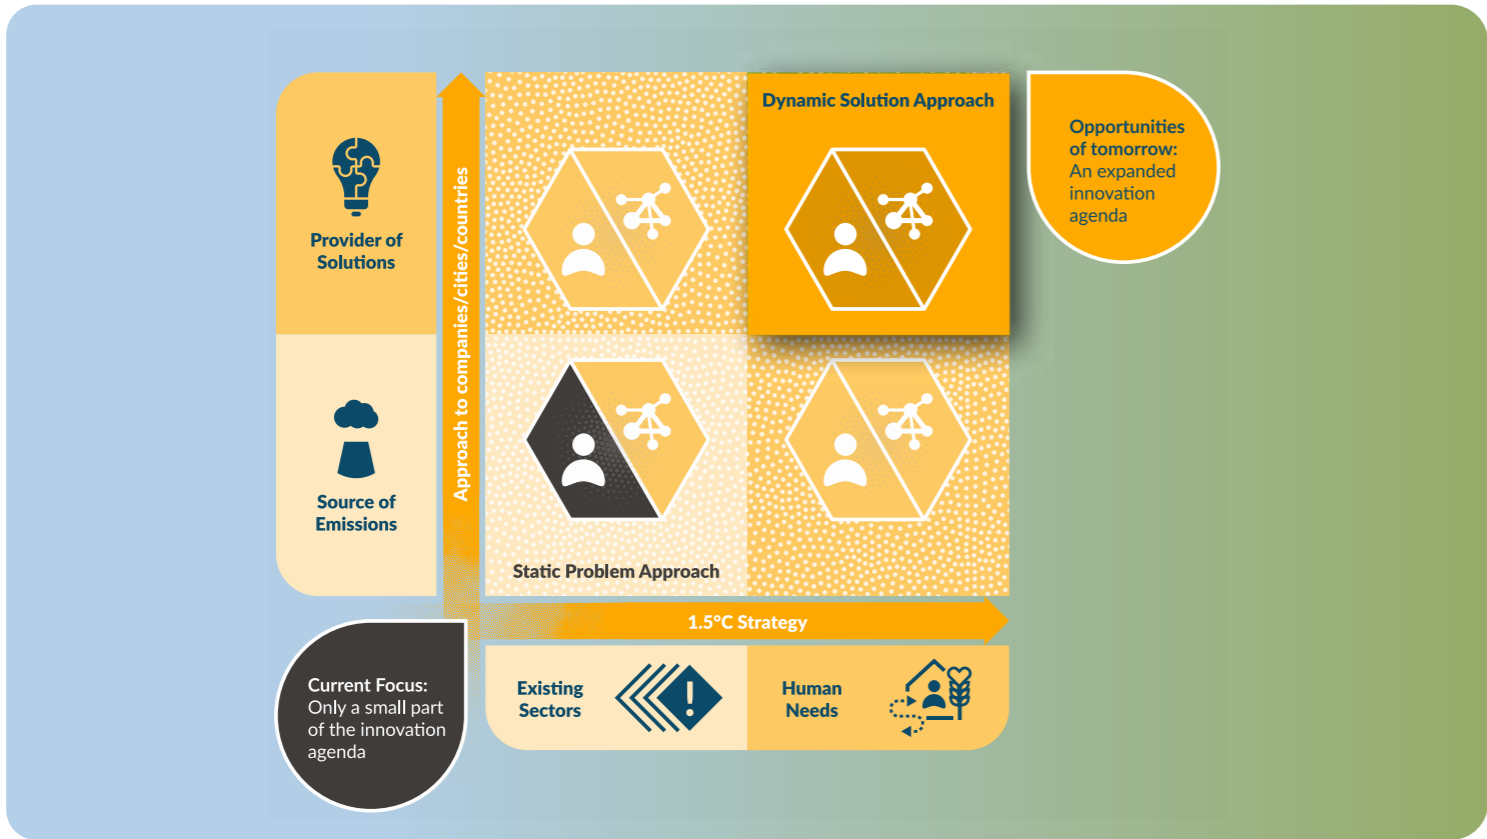 Dynamic Solution Approach
Opportunities
of tomorrow:
An expanded
innovation
agenda
Provider of
Solutions
Approach to companies/cities/countries
Source of
Emissions
Static Problem Approach
1.5°C Strategy
Current Focus:
Only a small part
of the innovation
agenda
Existing
Sectors
!
Human
Needs